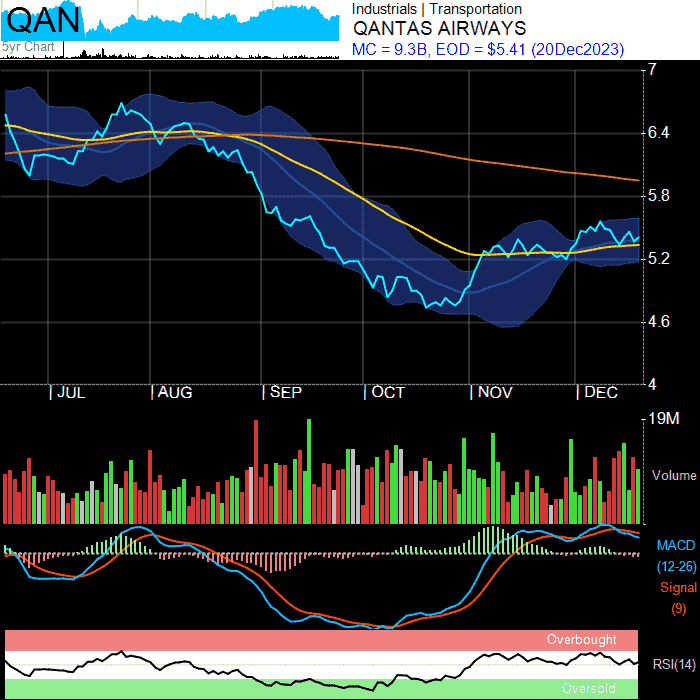 QAN
5yr Chart
Industrials | Transportation
QANTAS AIRWAYS
MC = 9.3B, EOD = $5.41 (20Dec2023)
7
6.4
5.8
5.2
4.6
4
| JUL | AUG | SEP | OCT | NOV | DEC
19M
Volume
MACD
(12-26)
Signal
(9)
Overbought
RSI(14)
Oversold